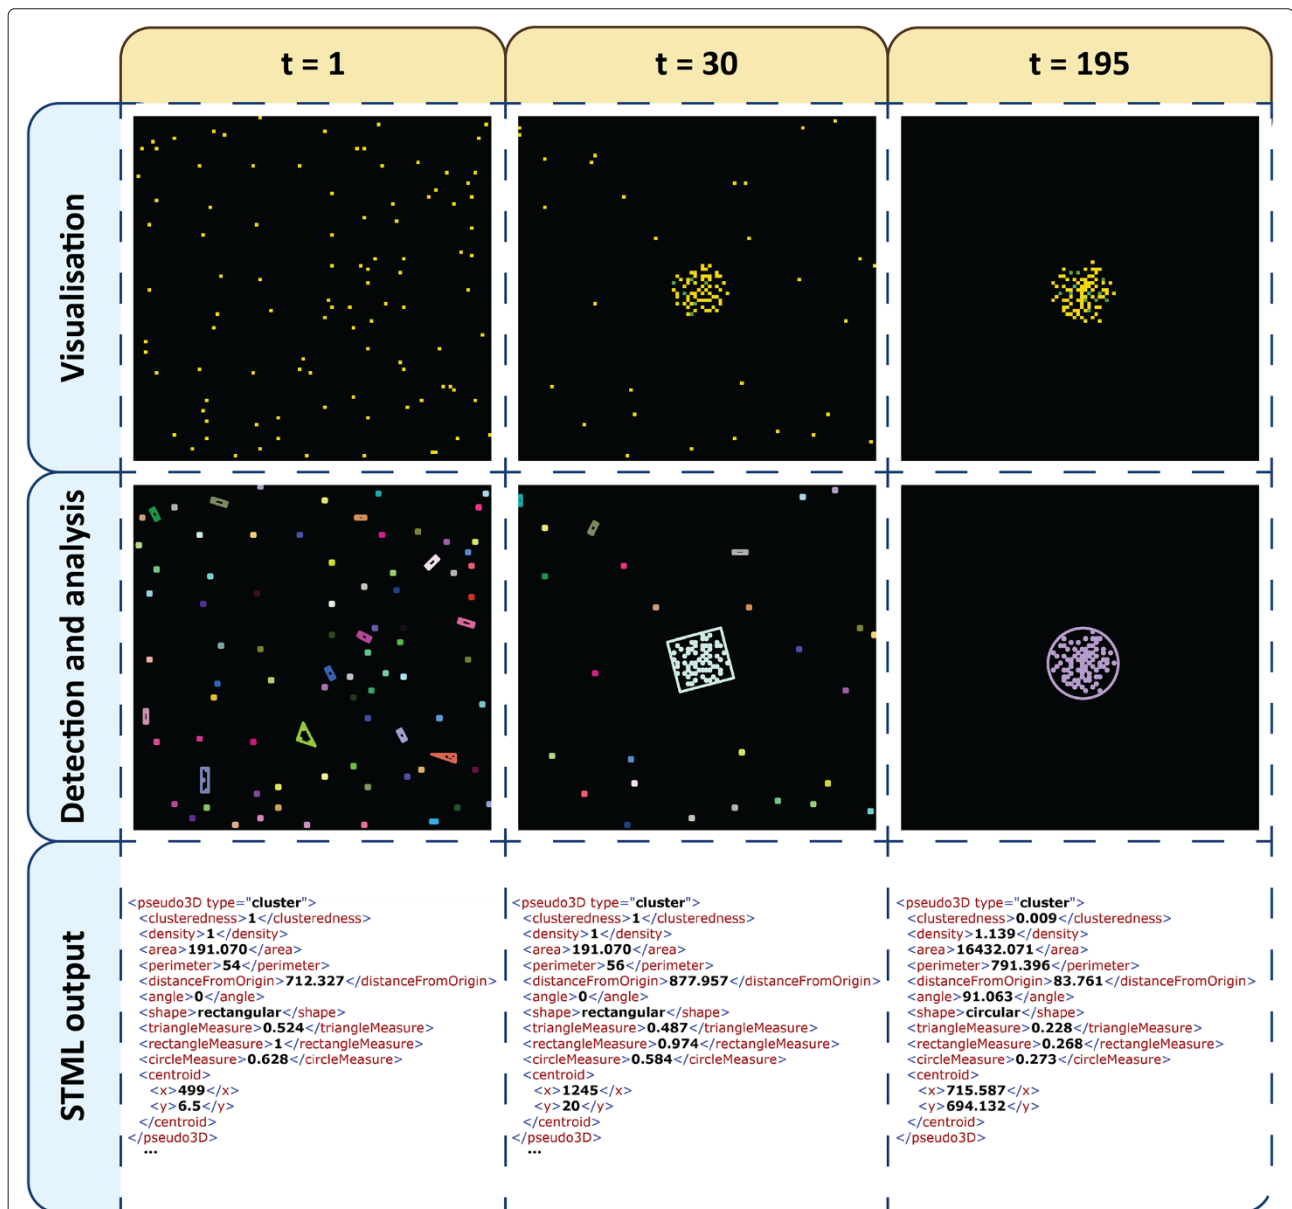 t = 1
t = 30
t = 195
Visualisation
Detection and analysis
STML output
<pseudo3D type="cluster">
<clusteredness>1</clusteredness>
<density>1</density>
<area>191.070</area>
<perimeter>54</perimeter>
<distanceFromOrigin>712.327</distanceFromOrigin>
<angle>0</angle>
<shape>rectangular</shape>
<triangleMeasure>0.524</triangleMeasure>
<rectangleMeasure>1</rectangleMeasure>
<circleMeasure>0.628</circleMeasure>
<centroid>
<x>499</x>
<y>6.5</y>
</centroid>
</pseudo3D>
...
<pseudo3D type="cluster">
<clusteredness>1</clusteredness>
<density>1</density>
<area>191.070</area>
<perimeter>56</perimeter>
<distanceFromOrigin>877.957</distanceFromOrigin>
<angle>0</angle>
<shape>rectangular</shape>
<triangleMeasure>0.487</triangleMeasure>
<rectangleMeasure>0.974</rectangleMeasure>
<circleMeasure>0.584</circleMeasure>
<centroid>
<x>1245</x>
<y>20</y>
</centroid>
</pseudo3D>
...
<pseudo3D type="cluster">
<clusteredness>0.009</clusteredness>
<density>1.139</density>
<area>16432.071</area>
<perimeter>791.396</perimeter>
<distanceFromOrigin>83.761</distanceFromOrigin>
<angle>91.063</angle>
<shape>circular</shape>
<triangleMeasure>0.228</triangleMeasure>
<rectangleMeasure>0.268</rectangleMeasure>
<circleMeasure>0.273</circleMeasure>
<centroid>
<x>715.587</x>
<y>694.132</y>
</centroid>
</pseudo3D>